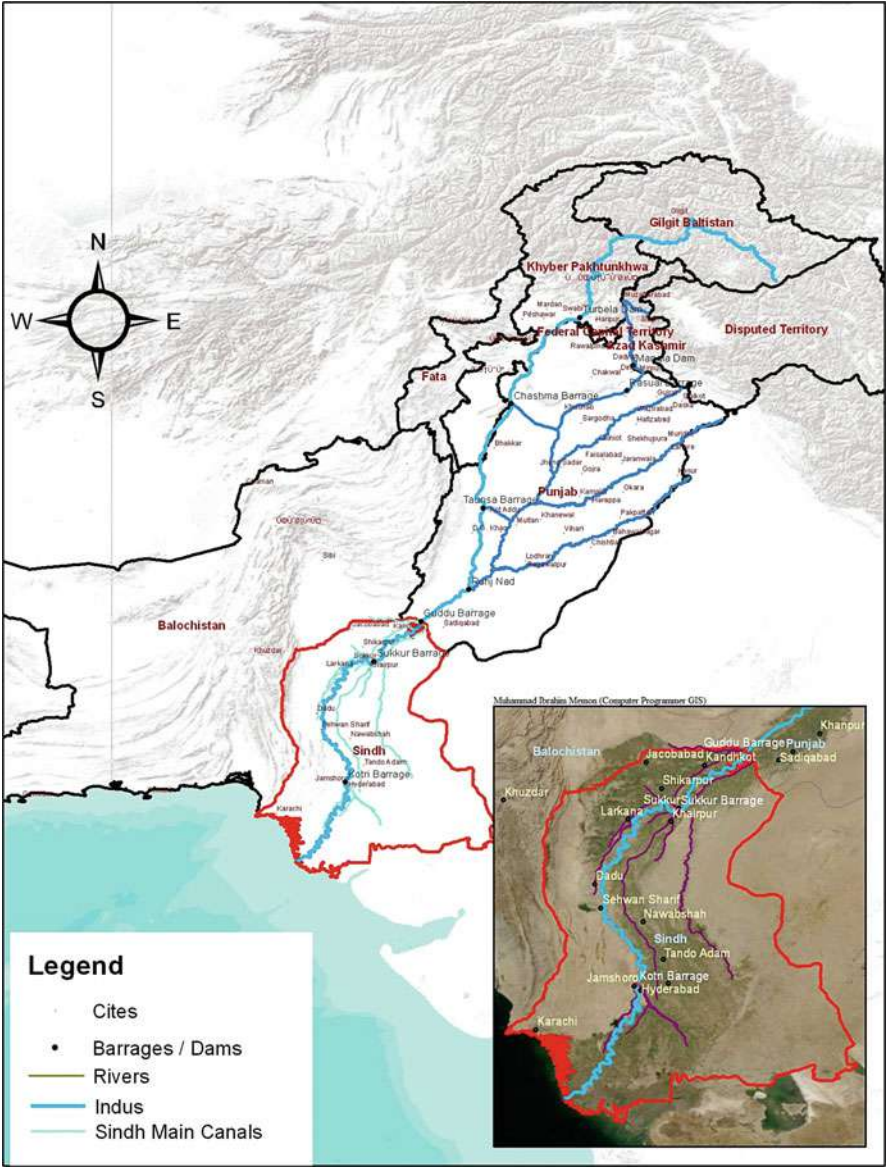 N
W
E
S
Gilgit
Gilgit Baltistan
Khyber Pakhtunkhwa
Mardan
Swabi
Turbela Dam
Peshawar
Haripur
Federal Capital Territory
Disputed Territory
Azad Kashmir
Fata
Chakwal
Mangla Dam
Rasual Barrage
Chashma Barrage
Sargodha
Hafizabad
Bhakkar
Sheikhupura
Faisalabad
Jaranwala
Gojra
Punjab
Okara
Harappa
Taunsa Barrage
Khanewal
Multan
Pakpattan
Vihari
Bahawalnagar
Lodhran
Guddu Barrage
Sadiqabad
Balochistan
Sibi
Khuzdar
Larkana
Sukkur Barrage
Khairpur
Dadu
Sehwan Sharif
Nawabshah
Sindh
Tando Adam
Jamshoro
Kotri Barrage
Hyderabad
Karachi
Muhammad Ibrahim Memon (Computer Programmer GIS)
Khanpur
Guddu Barrage
Punjab
Balochistan
Jacobabad
Kandhkot
Sadiqabad
Shikarpur
Khuzdar
Sukkur
Sukkur Barrage
Larkana
Khairpur
Dadu
Sehwan Sharif
Nawabshah
Sindh
Tando Adam
Jamshoro
Kotri Barrage
Hyderabad
Karachi
Legend
Cites
Barrages / Dams
Rivers
Indus
Sindh Main Canals